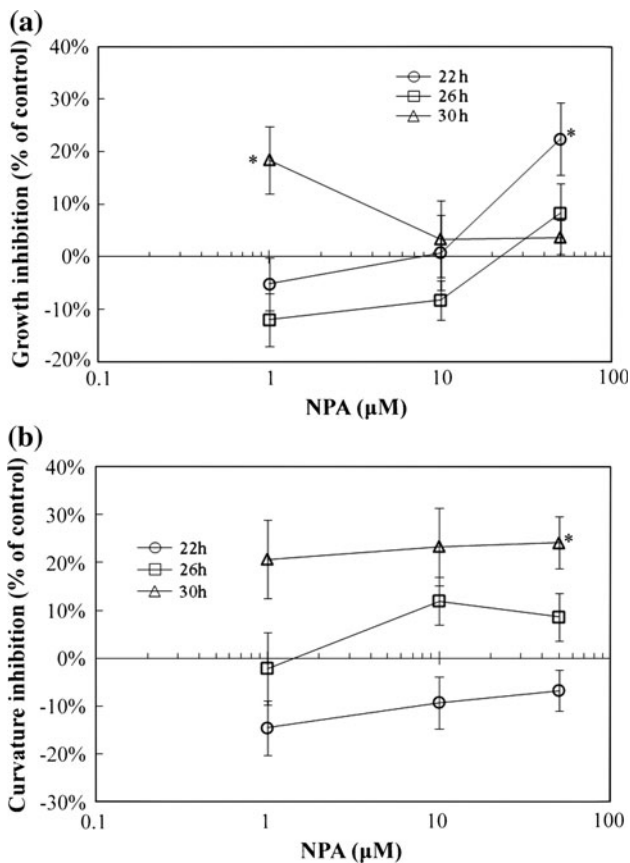 (a)
40%
30%
20%
10%
0%
-10%
-20%
Growth inhibition (% of control)
22h
26h
30h
*
*
0.1
1
10
100
NPA (µM)
(b)
40%
30%
20%
10%
0%
-10%
-20%
-30%
Curvature inhibition (% of control)
22h
26h
30h
*
0.1
1
10
100
NPA (µM)